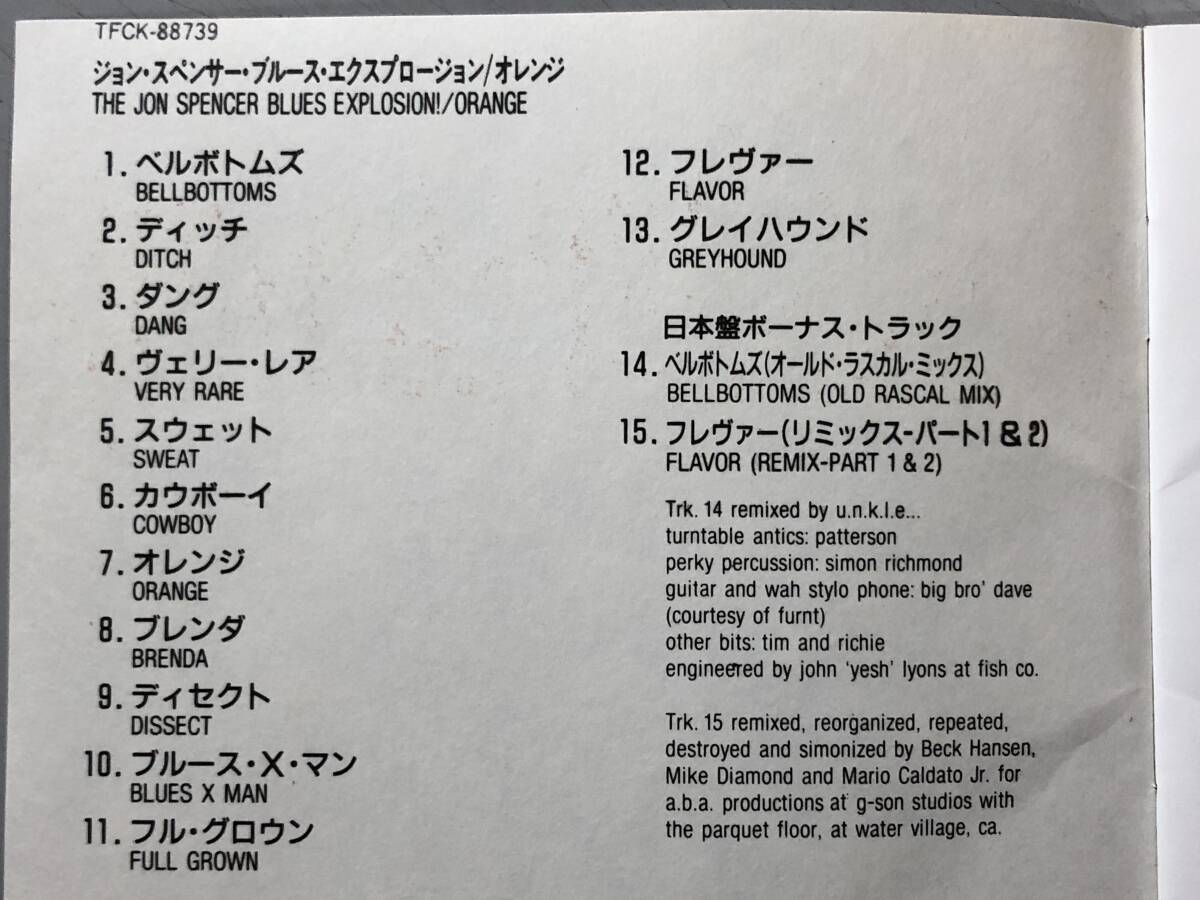 TFCK-88739
ジョン・スペンサー・ブルース・エクスプロージョン/オレンジ
THE JON SPENCER BLUES EXPLOSION!/ORANGE
1. ベルボトムズ
BELLBOTTOMS
2. ディッチ
DITCH
3. ダング
DANG
4. ヴェリー・レア
VERY RARE
5. スウェット
SWEAT
6. カウボーイ
COWBOY
7. オレンジ
ORANGE
8. ブレンダ
BRENDA
9. ディセクト
DISSECT
10. ブルース・X・マン
BLUES X MAN
11. フル・グロウン
FULL GROWN
12. フレヴァー
FLAVOR
13. グレイハウンド
GREYHOUND
日本盤ボーナス・トラック
14. ベルボトムズ(オールド・ラスカル・ミックス)
BELLBOTTOMS (OLD RASCAL MIX)
15. フレヴァー(リミックス-パート1 & 2)
FLAVOR (REMIX-PART 1 & 2)
Trk. 14 remixed by u.n.k.l.e...
turntable antics: patterson
perky percussion: simon richmond
guitar and wah stylo phone: big bro' dave
(courtesy of furnt)
other bits: tim and richie
engineered by john 'yesh' lyons at fish co.
Trk. 15 remixed, reorganized, repeated,
destroyed and simonized by Beck Hansen,
Mike Diamond and Mario Caldato Jr. for
a.b.a. productions at g-son studios with
the parquet floor, at water village, ca.